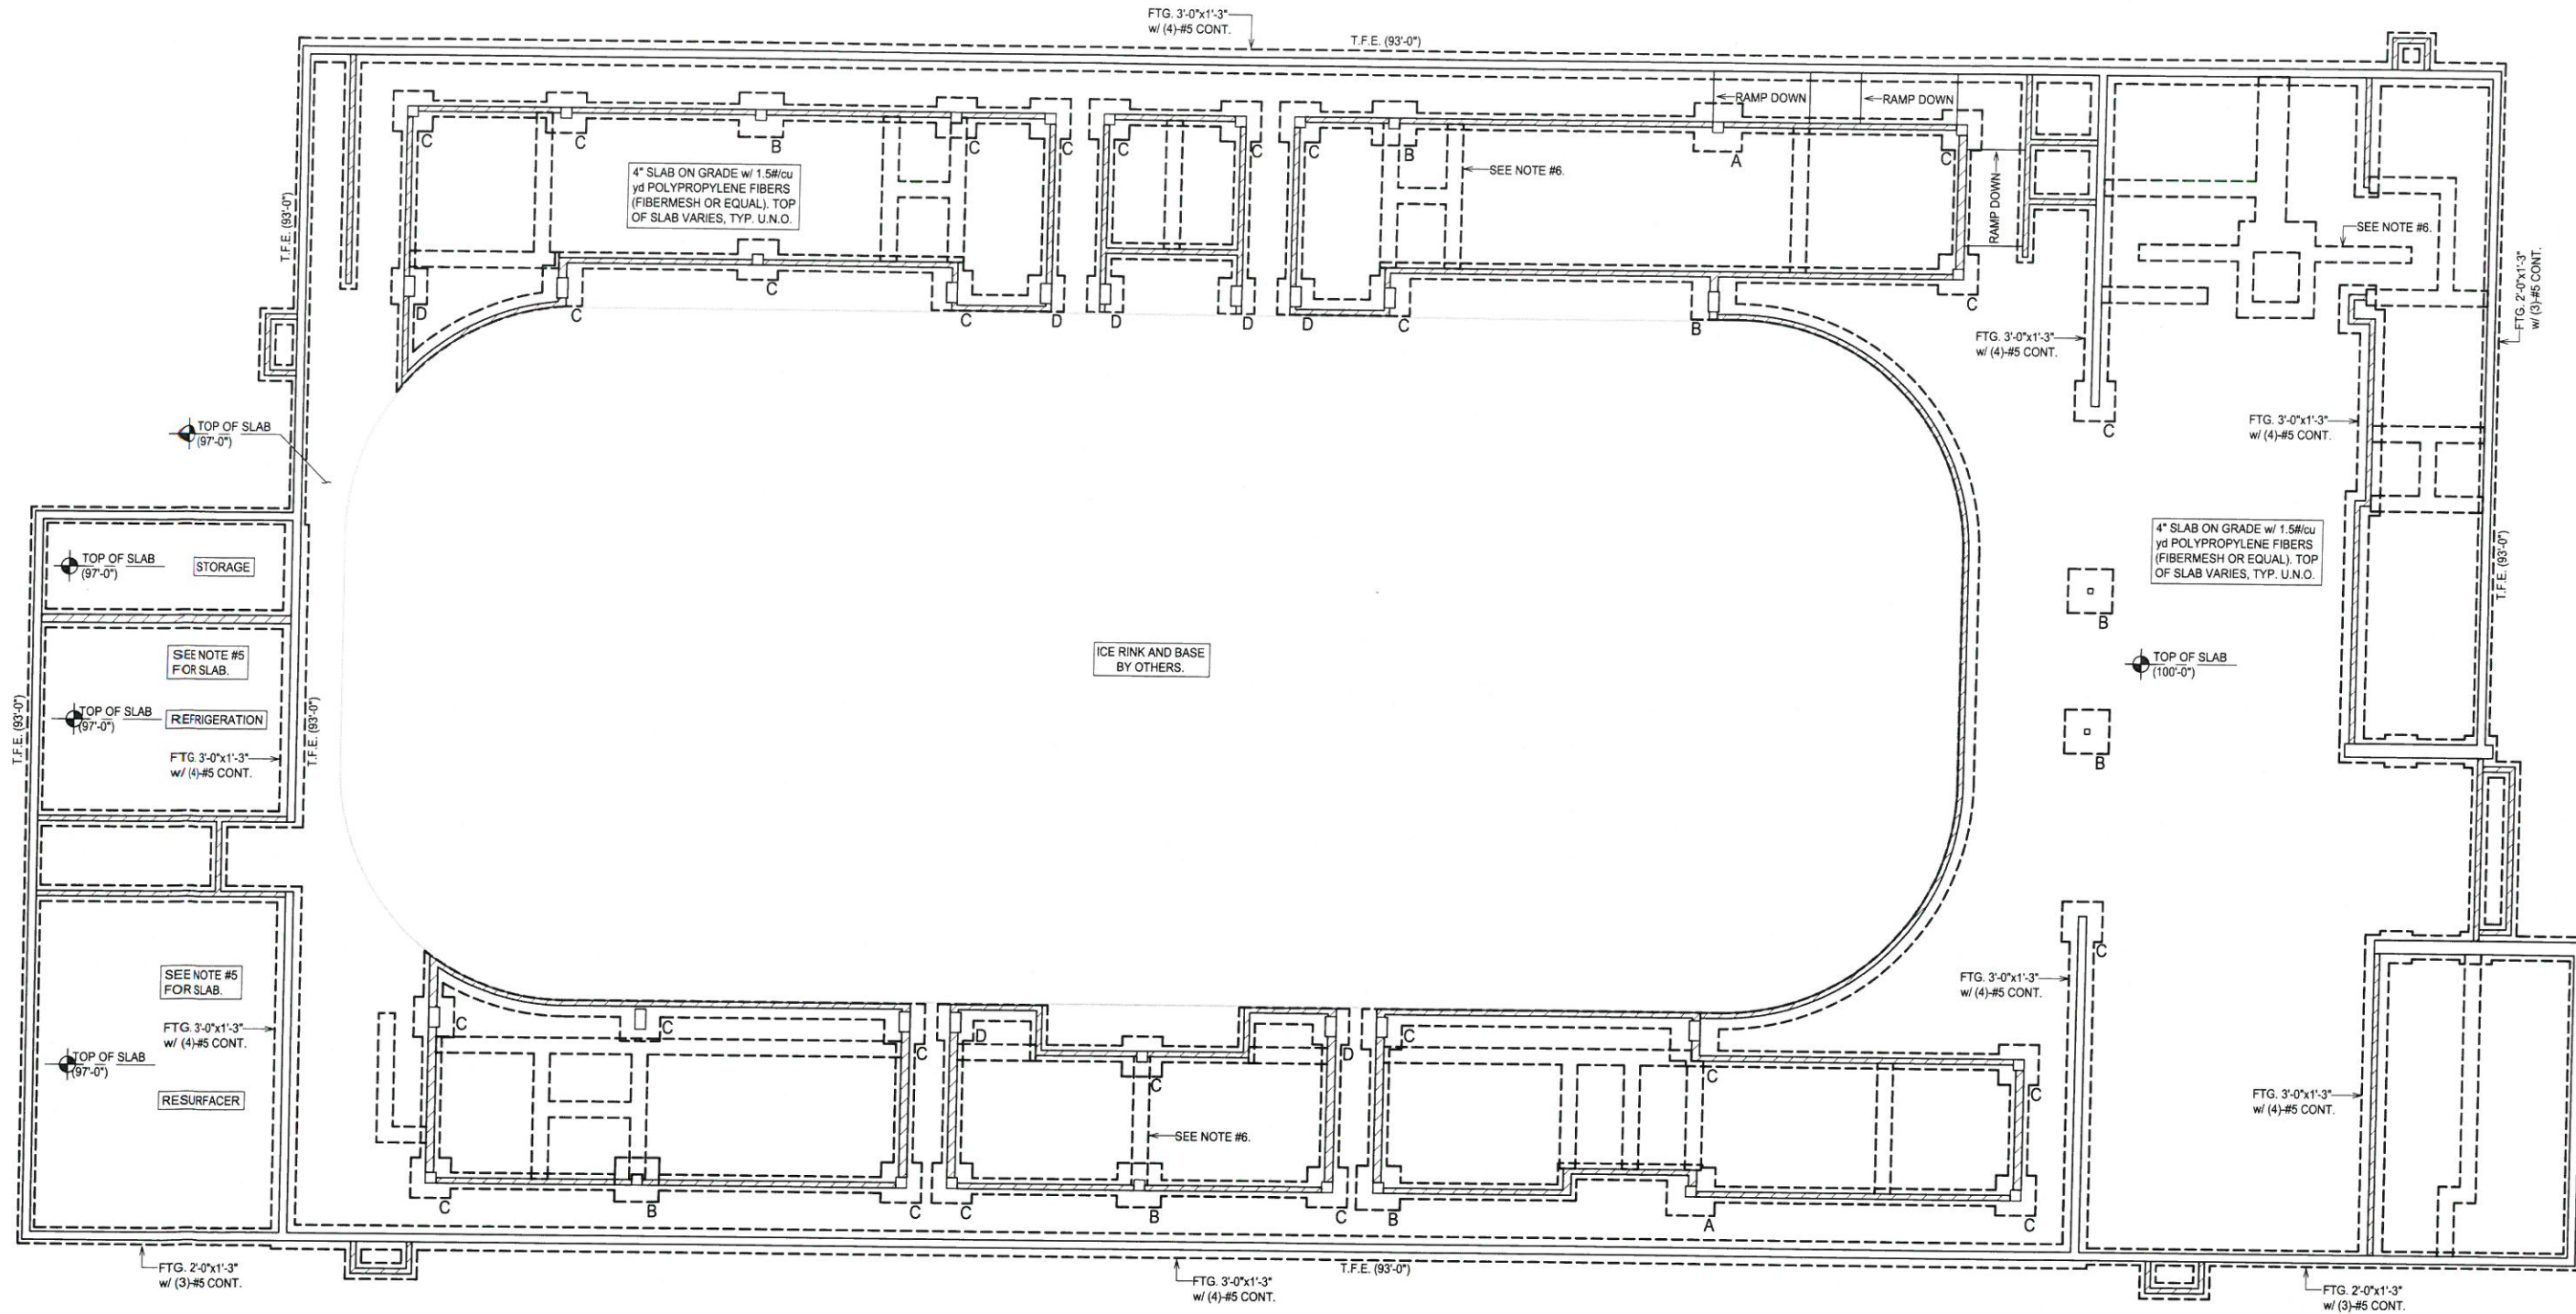 FTG. 3'-0"x1'-3"
w/ (4)-#5 CONT.
T.F.E. (93'-0")
RAMP DOWN
RAMP DOWN
C
C
B
C
C
C
C
C
B
A
C
4" SLAB ON GRADE w/ 1.5#/cu
yd POLYPROPYLENE FIBERS
(FIBERMESH OR EQUAL). TOP
OF SLAB VARIES, TYP. U.N.O.
SEE NOTE #6.
RAMP DOWN
T.F.E. (93'-0")
SEE NOTE #6.
FTG. 2'-0"x1'-3"
w/ (3)-#5 CONT.
D
C
C
C
D
D
D
D
C
B
C
FTG. 3'-0"x1'-3"
w/ (4)-#5 CONT.
C
FTG. 3'-0"x1'-3"
w/ (4)-#5 CONT.
TOP OF SLAB
(97'-0")
TOP OF SLAB
(97'-0")
STORAGE
4" SLAB ON GRADE w/ 1.5#/cu
yd POLYPROPYLENE FIBERS
(FIBERMESH OR EQUAL). TOP
OF SLAB VARIES, TYP. U.N.O.
T.F.E. (93'-0")
B
SEE NOTE #5
FOR SLAB.
ICE RINK AND BASE
BY OTHERS.
TOP OF SLAB
(100'-0")
T.F.E. (93'-0")
TOP OF SLAB
(97'-0")
REFRIGERATION
T.F.E. (93'-0")
FTG. 3'-0"x1'-3"
w/ (4)-#5 CONT.
B
C
SEE NOTE #5
FOR SLAB.
FTG. 3'-0"x1'-3"
w/ (4)-#5 CONT.
FTG. 3'-0"x1'-3"
w/ (4)-#5 CONT.
C
C
C
D
C
D
C
C
C
TOP OF SLAB
(97'-0")
RESURFACER
FTG. 3'-0"x1'-3"
w/ (4)-#5 CONT.
SEE NOTE #6.
C
B
C
C
B
C
B
A
C
FTG. 2'-0"x1'-3"
w/ (3)-#5 CONT.
FTG. 3'-0"x1'-3"
w/ (4)-#5 CONT.
T.F.E. (93'-0")
FTG. 2'-0"x1'-3"
w/ (3)-#5 CONT.